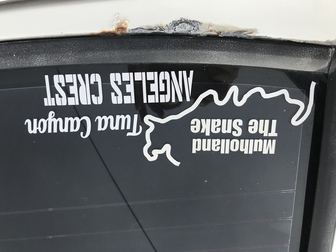 Mulholland
The Snake
Tuna Canyon
ANGELES CREST